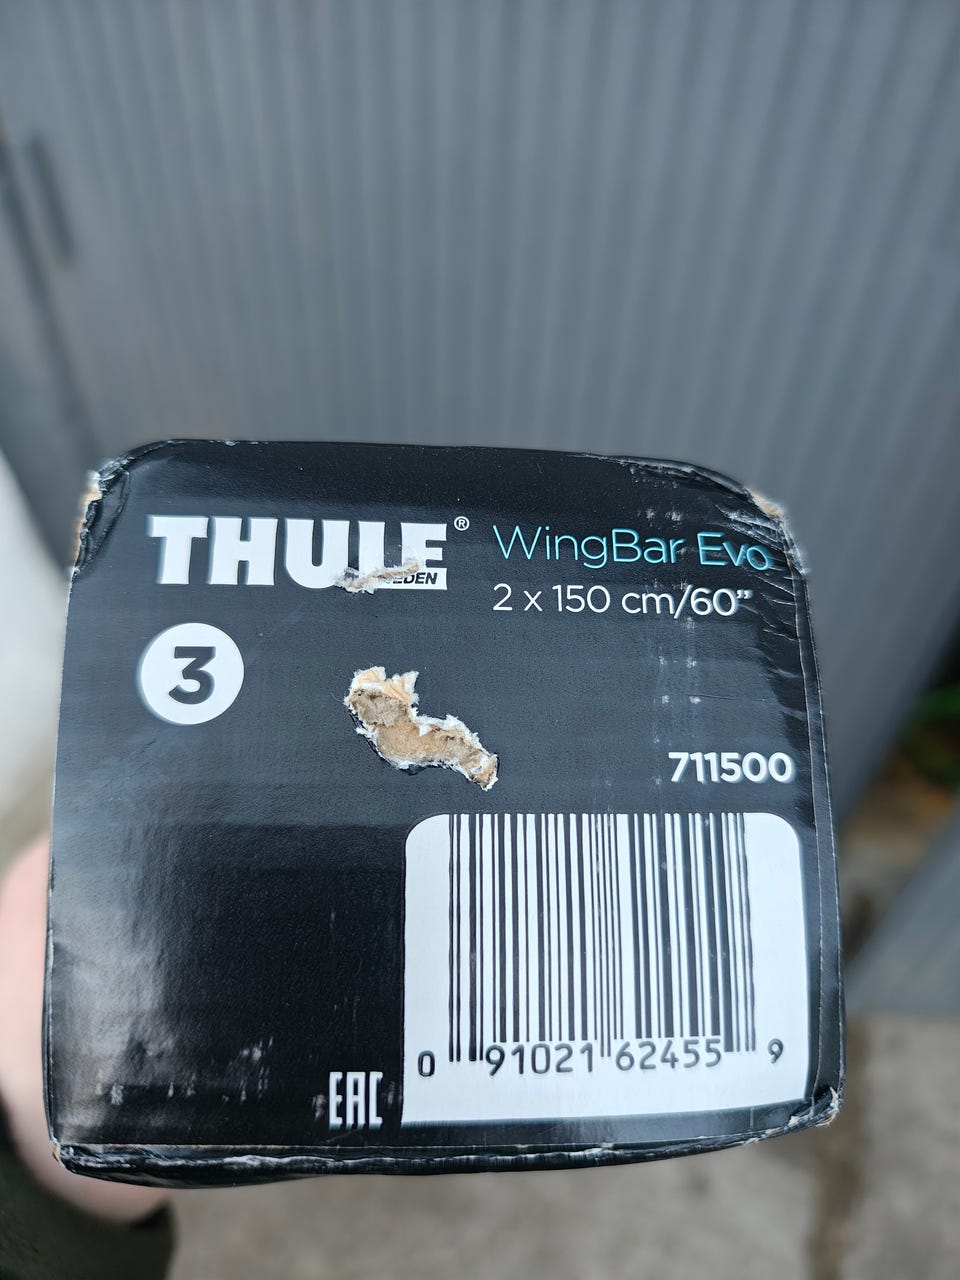 THULE®
WingBar Evo
2 x 150 cm/60”
3
711500
0 91021 62455 9
EAC